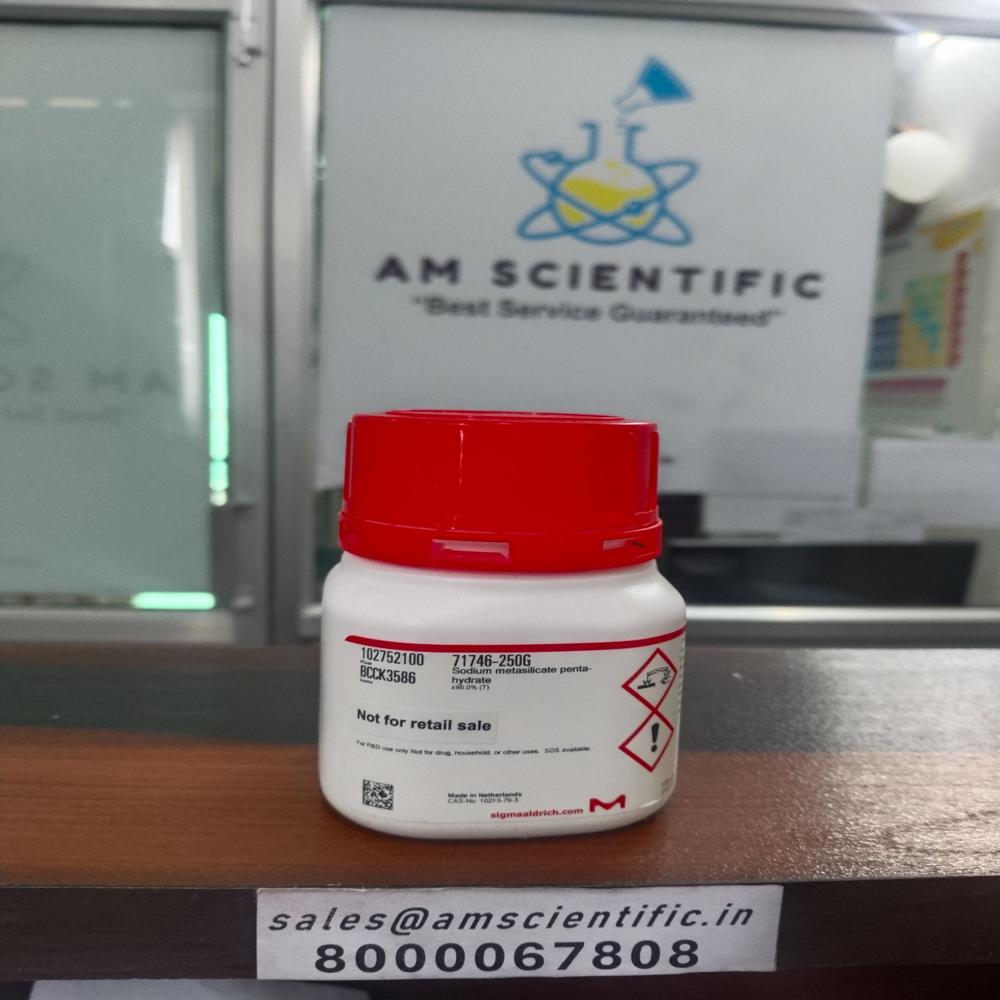 AM SCIENTIFIC
"Best Service Guaranteed"
102752100
BCCK3586
71746-250G
Sodium metasilicate penta-
hydrate
≥95.0% (T)
Not for retail sale
For R&D use only. Not for drug, household, or other uses. SDS available.
Made in Netherlands
CAS-No 10213-79-3
sigmaaldrich.com
sales@amscientific.in
8000067808